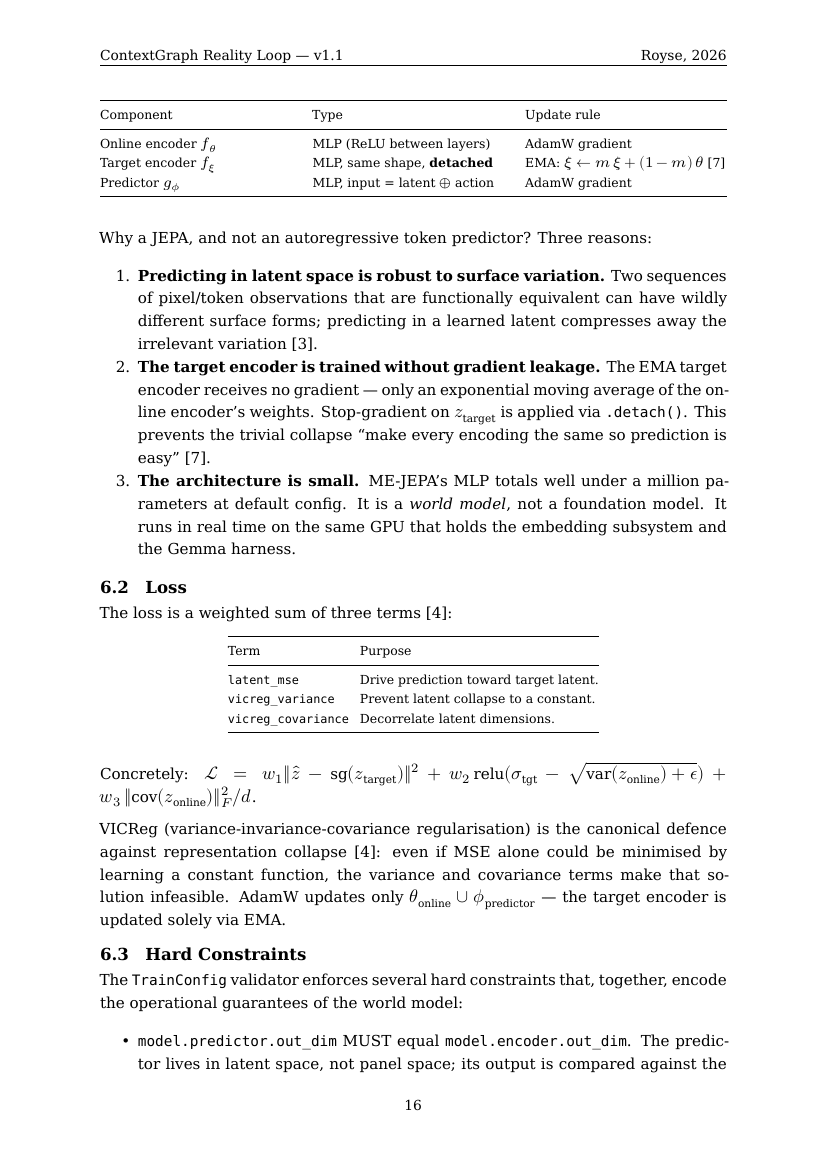 ContextGraph Reality Loop — v1.1 Royse, 2026
Component Type Update rule
Online encoder f_θ MLP (ReLU between layers) AdamW gradient
Target encoder f_ξ MLP, same shape, detached EMA: ξ ← m ξ + (1 − m) θ [7]
Predictor g_ϕ MLP, input = latent ⊕ action AdamW gradient
Why a JEPA, and not an autoregressive token predictor? Three reasons:
1. Predicting in latent space is robust to surface variation. Two sequences
of pixel/token observations that are functionally equivalent can have wildly
different surface forms; predicting in a learned latent compresses away the
irrelevant variation [3].
2. The target encoder is trained without gradient leakage. The EMA target
encoder receives no gradient — only an exponential moving average of the on-
line encoder’s weights. Stop-gradient on z_target is applied via .detach(). This
prevents the trivial collapse “make every encoding the same so prediction is
easy” [7].
3. The architecture is small. ME-JEPA’s MLP totals well under a million pa-
rameters at default config. It is a world model, not a foundation model. It
runs in real time on the same GPU that holds the embedding subsystem and
the Gemma harness.
6.2 Loss
The loss is a weighted sum of three terms [4]:
Term Purpose
latent_mse Drive prediction toward target latent.
vicreg_variance Prevent latent collapse to a constant.
vicreg_covariance Decorrelate latent dimensions.
Concretely: ℒ = w₁‖ẑ − sg(z_target)‖² + w₂ relu(σ_tgt − √(var(z_online) + ϵ)) +
w₃ ‖cov(z_online)‖²_F/d.
VICReg (variance-invariance-covariance regularisation) is the canonical defence
against representation collapse [4]: even if MSE alone could be minimised by
learning a constant function, the variance and covariance terms make that so-
lution infeasible. AdamW updates only θ_online ∪ ϕ_predictor — the target encoder is
updated solely via EMA.
6.3 Hard Constraints
The TrainConfig validator enforces several hard constraints that, together, encode
the operational guarantees of the world model:
• model.predictor.out_dim MUST equal model.encoder.out_dim. The predic-
tor lives in latent space, not panel space; its output is compared against the
16